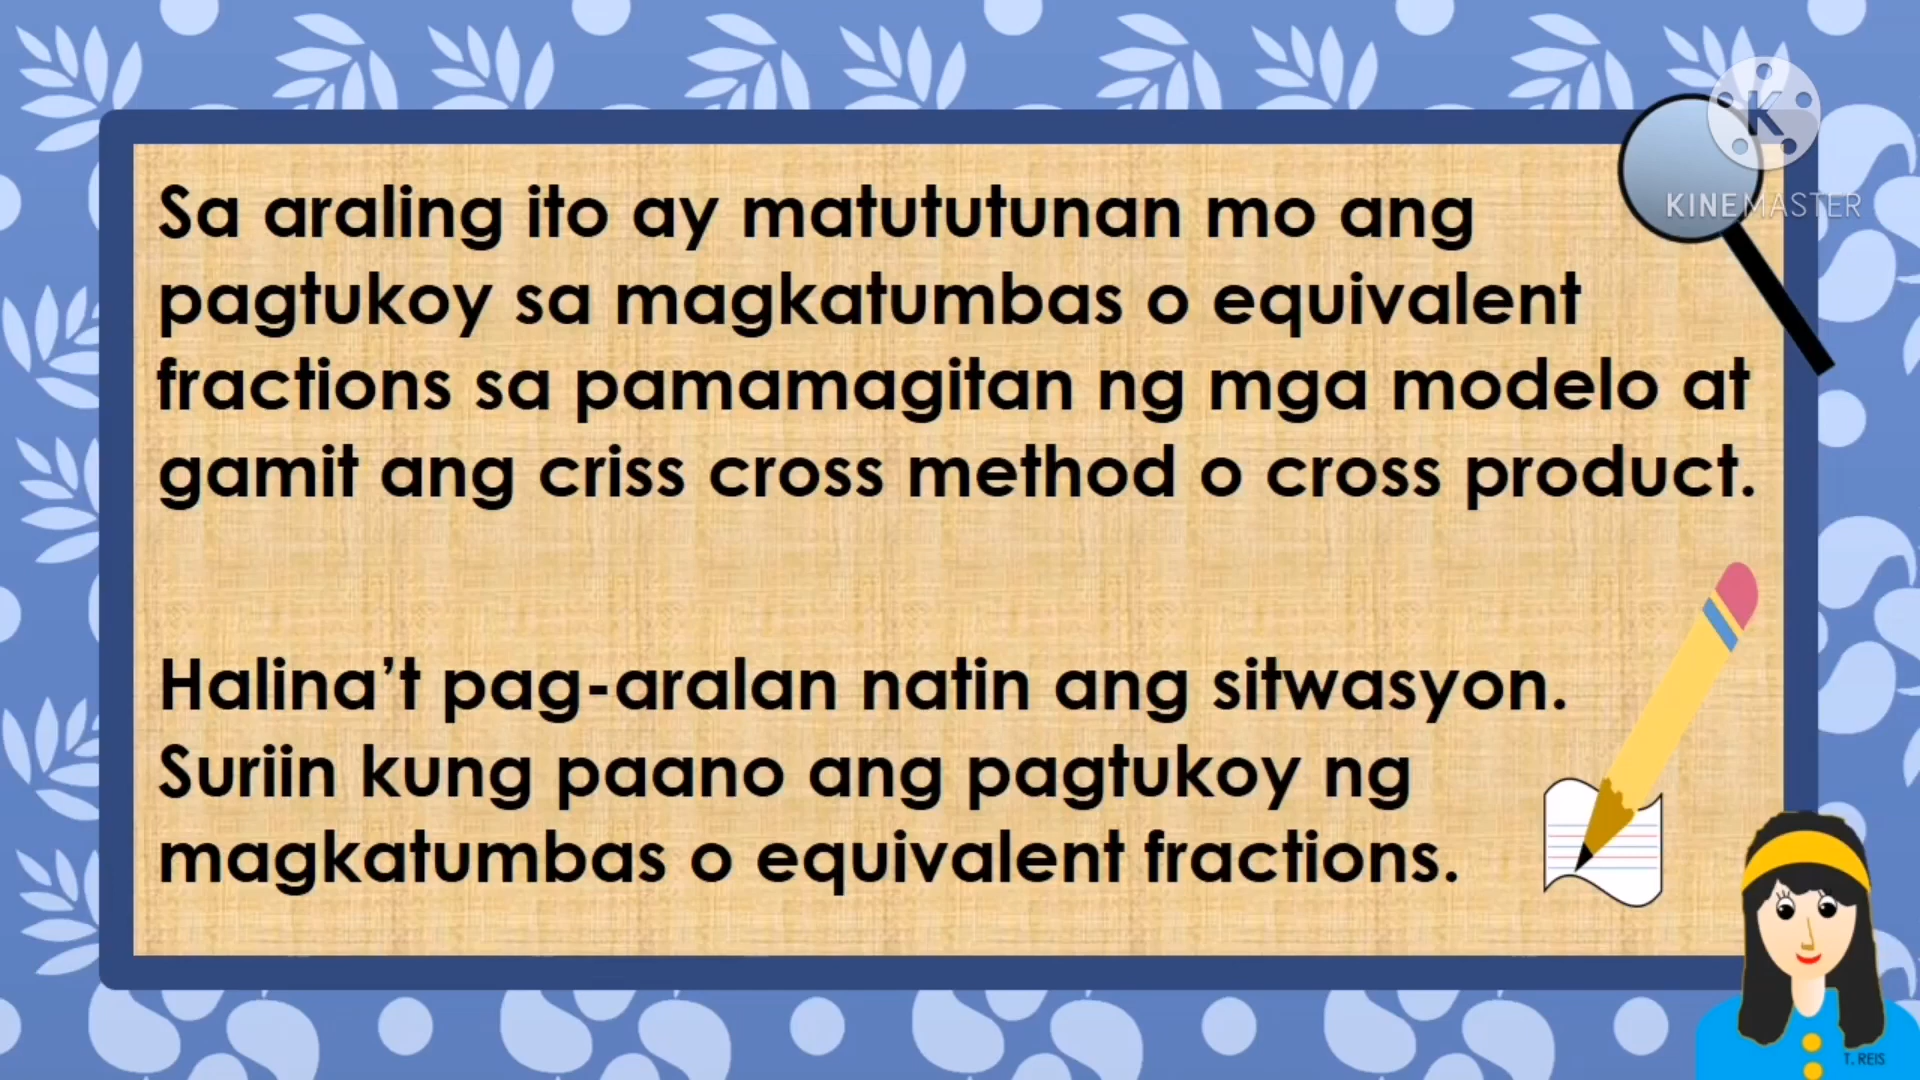 K
KINEMASTER
Sa araling ito ay matututunan mo ang
pagtukoy sa magkatumbas o equivalent
fractions sa pamamagitan ng mga modelo at
gamit ang criss cross method o cross product.
Halina’t pag-aralan natin ang sitwasyon.
Suriin kung paano ang pagtukoy ng
magkatumbas o equivalent fractions.
T. REIS